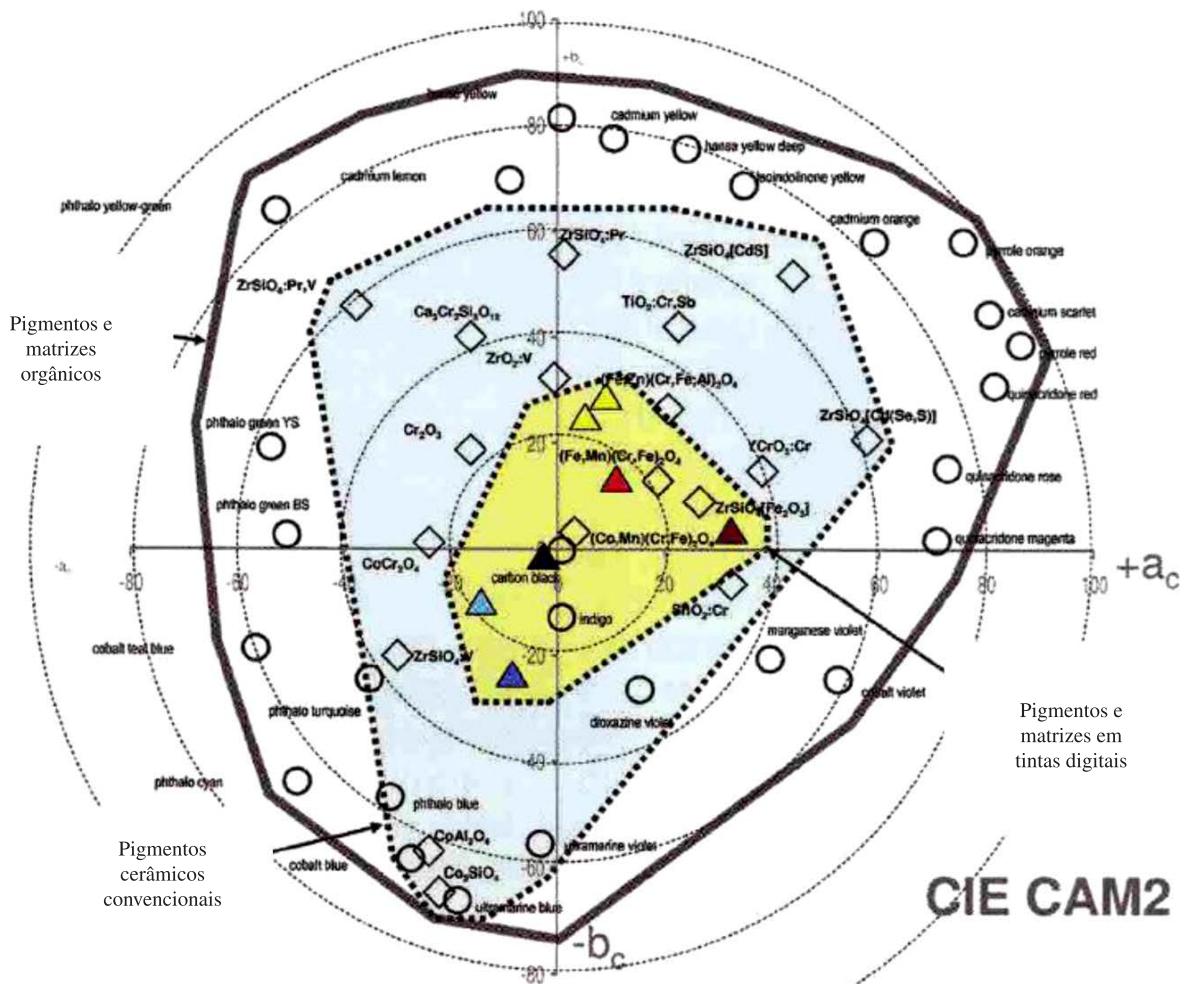 100
+b
hansa yellow
cadmium yellow
80
hansa yellow deep
cadmium lemon
isoindolinone yellow
phthalo yellow-green
cadmium orange
60
ZrSiO₄:Pr
ZrSiO₄[CdS]
pyrrole orange
ZrSiO₄:Pr,V
TiO₂:Cr,Sb
Ca₃Cr₂Si₃O₁₂
cadmium scarlet
Pigmentos e
matrizes
orgânicos
40
pyrrole red
ZrO₂:V
(Fe,Zn)(Cr,Fe,Al)₂O₄
quinacridone red
ZrSiO₄[Cd(Se,S)]
phthalo green YS
Cr₂O₃
20
YCrO₃:Cr
(Fe,Mn)(Cr,Fe)₂O₄
quinacridone rose
phthalo green BS
ZrSiO₄[Fe₂O₃]
(Co,Mn)(Cr,Fe)₂O₄
quinacridone magenta
CoCr₂O₄
-80
-60
-40
20
40
60
80
100
+a꜀
carbon black
SnO₂:Cr
indigo
manganese violet
cobalt teal blue
ZrSiO₄:V
-20
cobalt violet
phthalo turquoise
dioxazine violet
Pigmentos e
matrizes em
tintas digitais
-40
phthalo cyan
phthalo blue
CoAl₂O₄
ultramarine violet
Pigmentos
cerâmicos
convencionais
cobalt blue
-60
Co₂SiO₄
ultramarine blue
CIE CAM2
-b꜀
-80